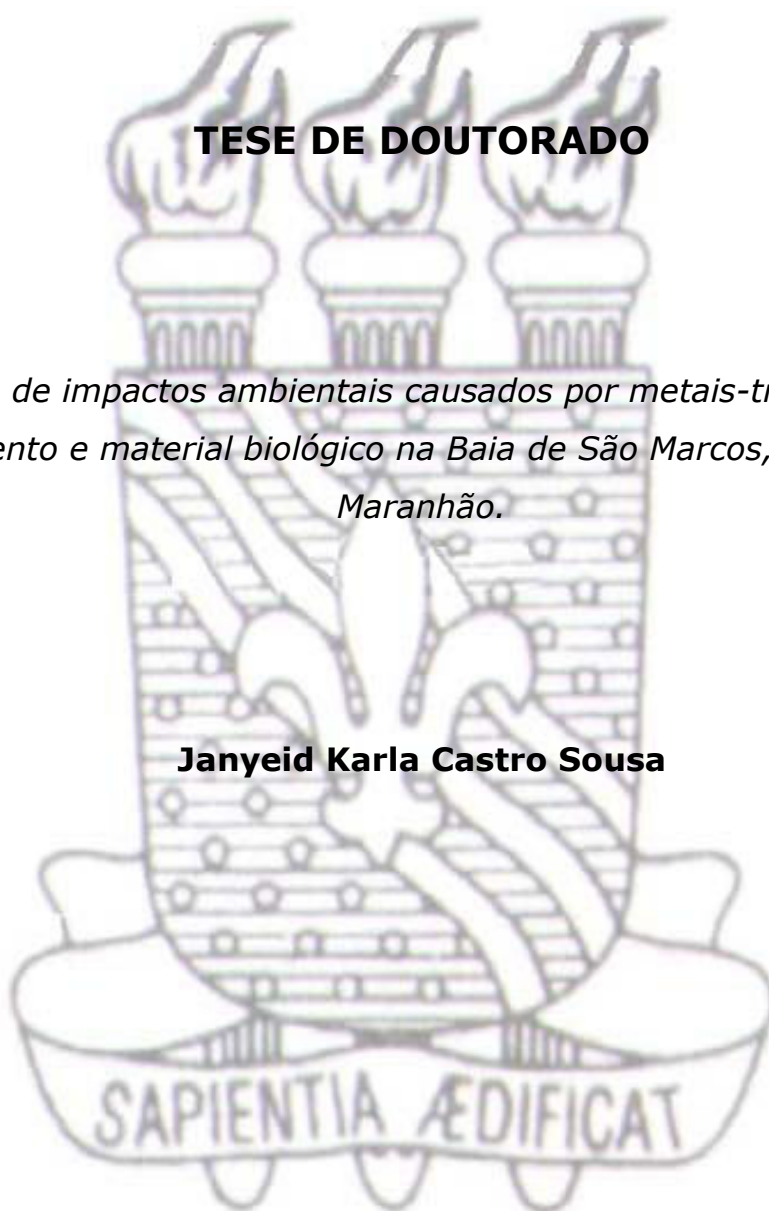 TESE DE DOUTORADO
de impactos ambientais causados por metais-tr
ento e material biológico na Baia de São Marcos,
Maranhão.
Janyeid Karla Castro Sousa
SAPIENTIA ÆDIFICAT